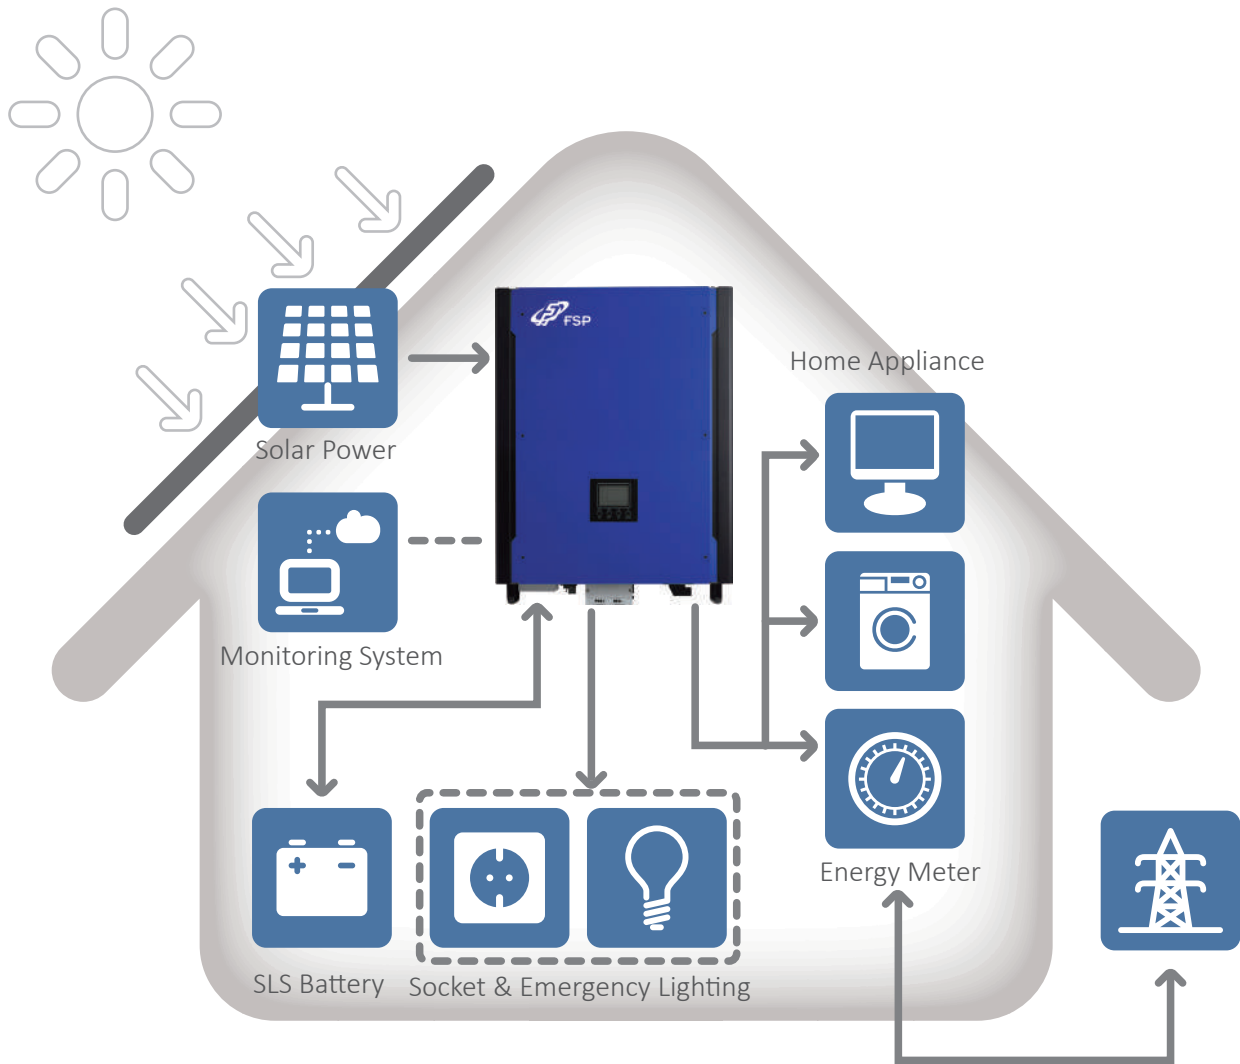 FSP
Home Appliance
Solar Power
Monitoring System
Energy Meter
SLS Battery
Socket & Emergency Lighting